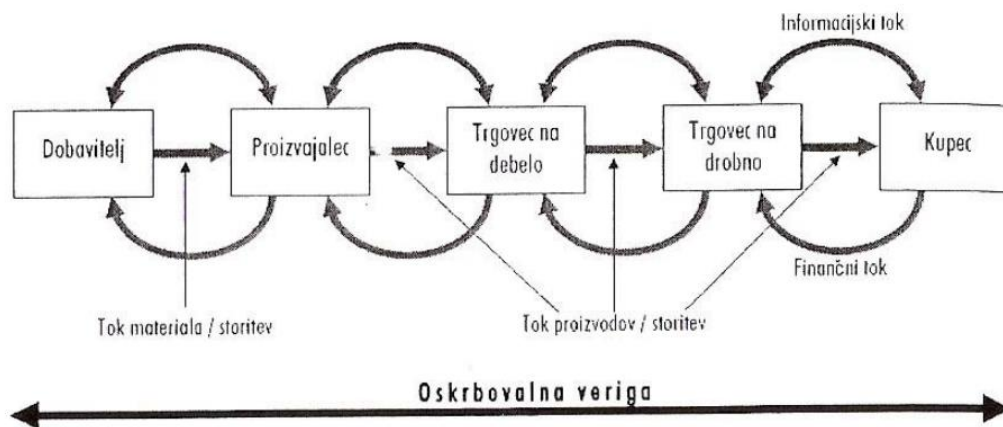 Informacijski tok
Dobavitelj
Proizvajalec
Trgovec na
debelo
Trgovec na
drobno
Kupec
Finančni tok
Tok materiala / storitev
Tok proizvodov / storitev
Oskrbovalna veriga